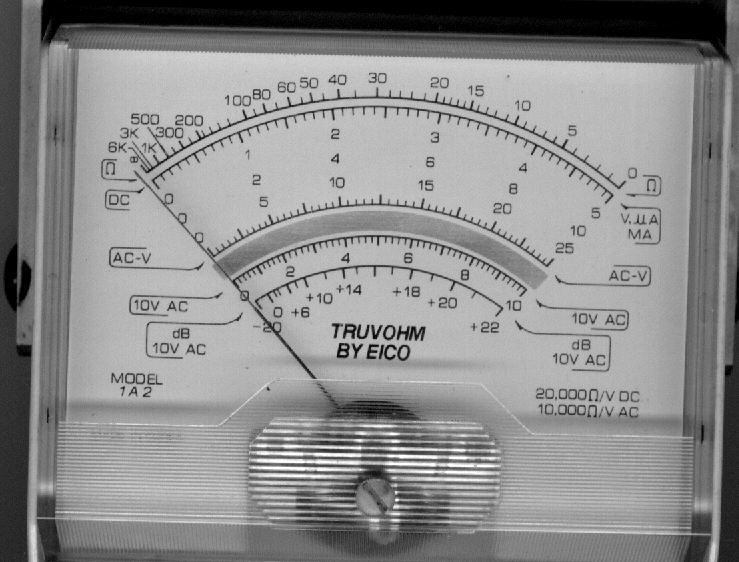 100 80 60 50 40 30 20 15 10 5 0
500 200
3K 300
6K 1K
∞
Ω Ω
1 2 3 4 5
DC 0
V.μA
MA
2 4 6 8 10
0
5 10 15 20 25
0
AC-V AC-V
2 4 6 8 10
0
10V AC 10V AC
0 +6 +10 +14 +18 +20 +22
-20
dB
10V AC
dB
10V AC
TRUVOHM
BY EICO
MODEL
1A2
20,000Ω/V DC
10,000Ω/V AC